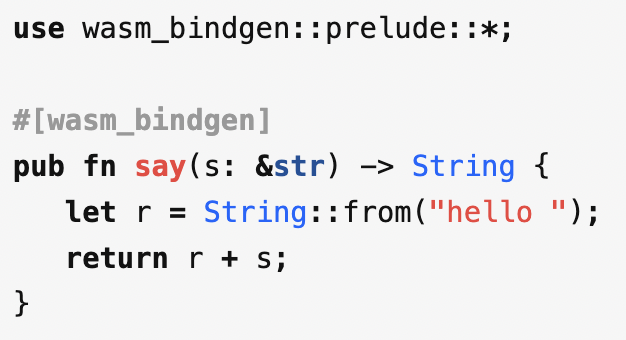 use wasm_bindgen::prelude::*;
#[wasm_bindgen]
pub fn say(s: &str) -> String {
   let r = String::from("hello ");
   return r + s;
}